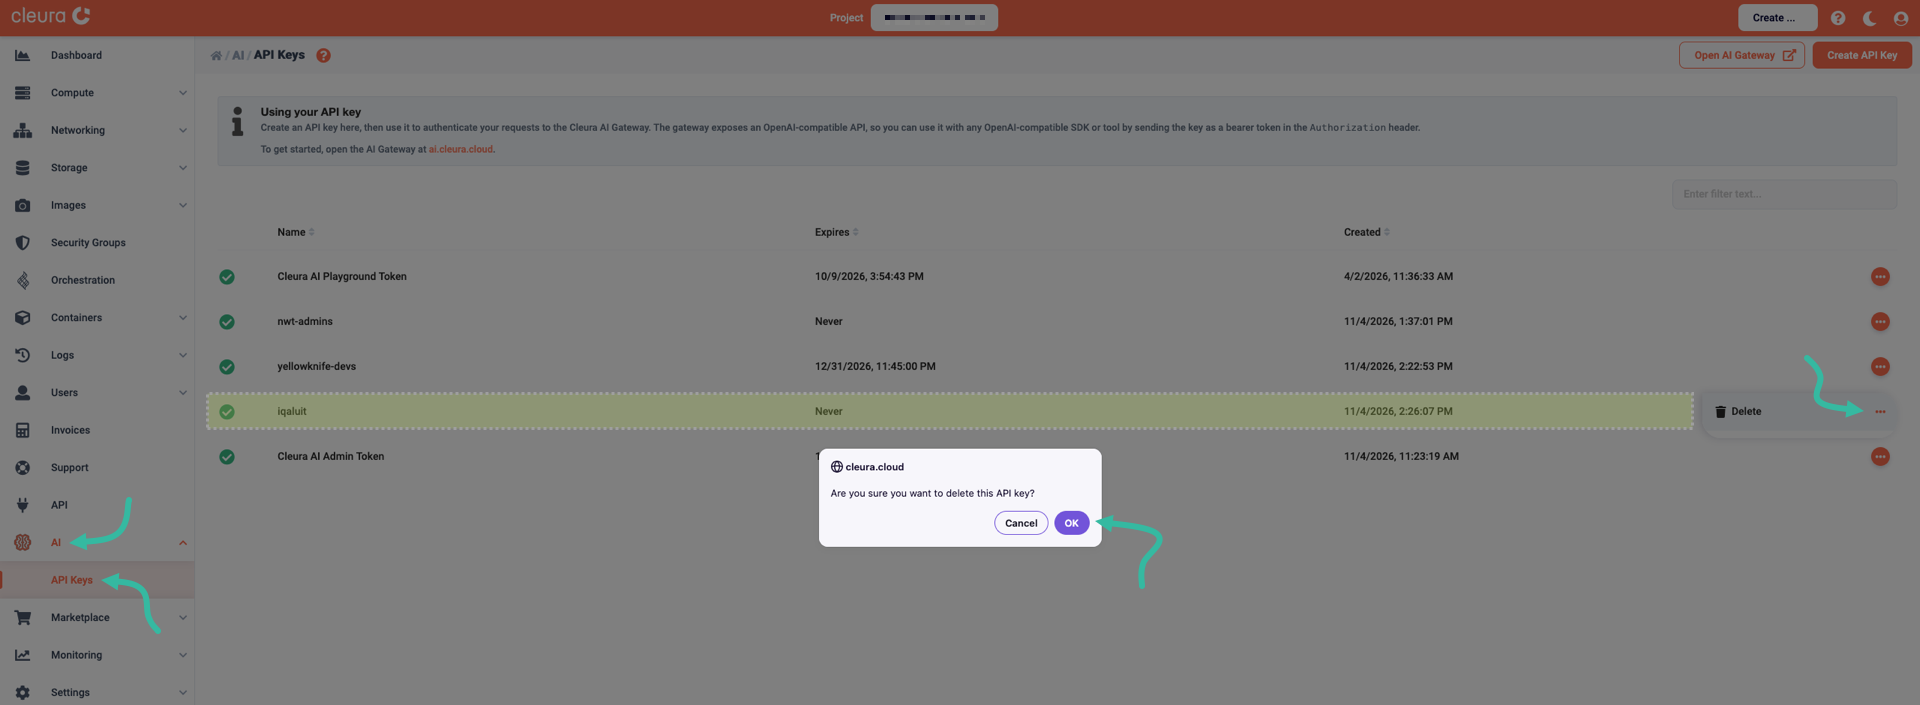 cleura
Project
Create ...
Dashboard
Compute
Networking
Storage
Images
Security Groups
Orchestration
Containers
Logs
Users
Invoices
Support
API
AI
API Keys
Marketplace
Monitoring
Settings
/ AI / API Keys
Open AI Gateway
Create API Key
Using your API key
Create an API key here, then use it to authenticate your requests to the Cleura AI Gateway. The gateway exposes an OpenAI-compatible API, so you can use it with any OpenAI-compatible SDK or tool by sending the key as a bearer token in the Authorization header.
To get started, open the AI Gateway at ai.cleura.cloud.
Enter filter text...
Name Expires Created
Cleura AI Playground Token 10/9/2026, 3:54:43 PM 4/2/2026, 11:36:33 AM
nwt-admins Never 11/4/2026, 1:37:01 PM
yellowknife-devs 12/31/2026, 11:45:00 PM 11/4/2026, 2:22:53 PM
iqaluit Never 11/4/2026, 2:26:07 PM Delete
Cleura AI Admin Token 11/4/2026, 11:23:19 AM
cleura.cloud
Are you sure you want to delete this API key?
Cancel OK